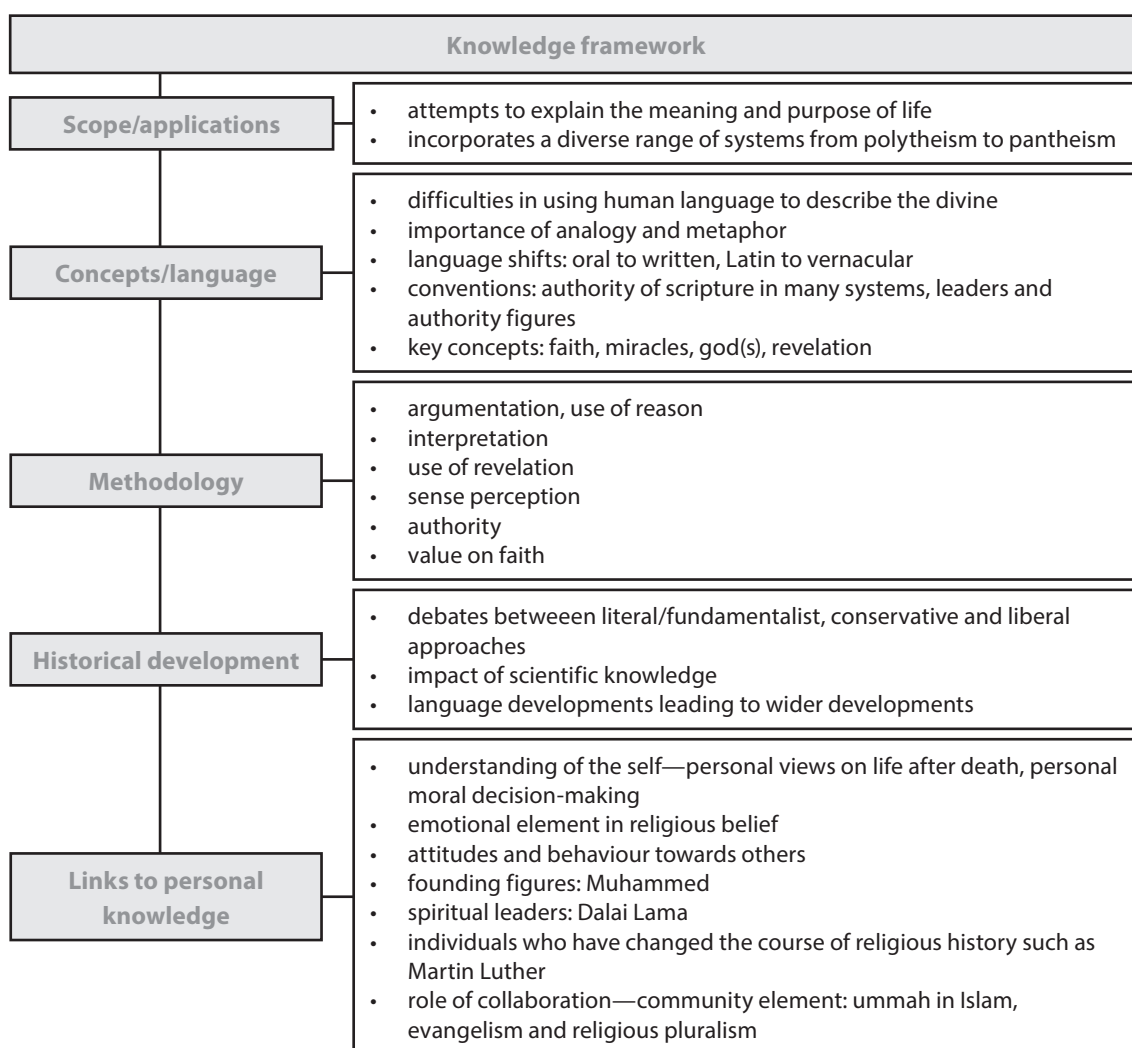 Knowledge framework
Scope/applications
• attempts to explain the meaning and purpose of life
• incorporates a diverse range of systems from polytheism to pantheism
Concepts/language
• difficulties in using human language to describe the divine
• importance of analogy and metaphor
• language shifts: oral to written, Latin to vernacular
• conventions: authority of scripture in many systems, leaders and
authority figures
• key concepts: faith, miracles, god(s), revelation
Methodology
• argumentation, use of reason
• interpretation
• use of revelation
• sense perception
• authority
• value on faith
Historical development
• debates betweeen literal/fundamentalist, conservative and liberal
approaches
• impact of scientific knowledge
• language developments leading to wider developments
Links to personal
knowledge
• understanding of the self—personal views on life after death, personal
moral decision-making
• emotional element in religious belief
• attitudes and behaviour towards others
• founding figures: Muhammed
• spiritual leaders: Dalai Lama
• individuals who have changed the course of religious history such as
Martin Luther
• role of collaboration—community element: ummah in Islam,
evangelism and religious pluralism